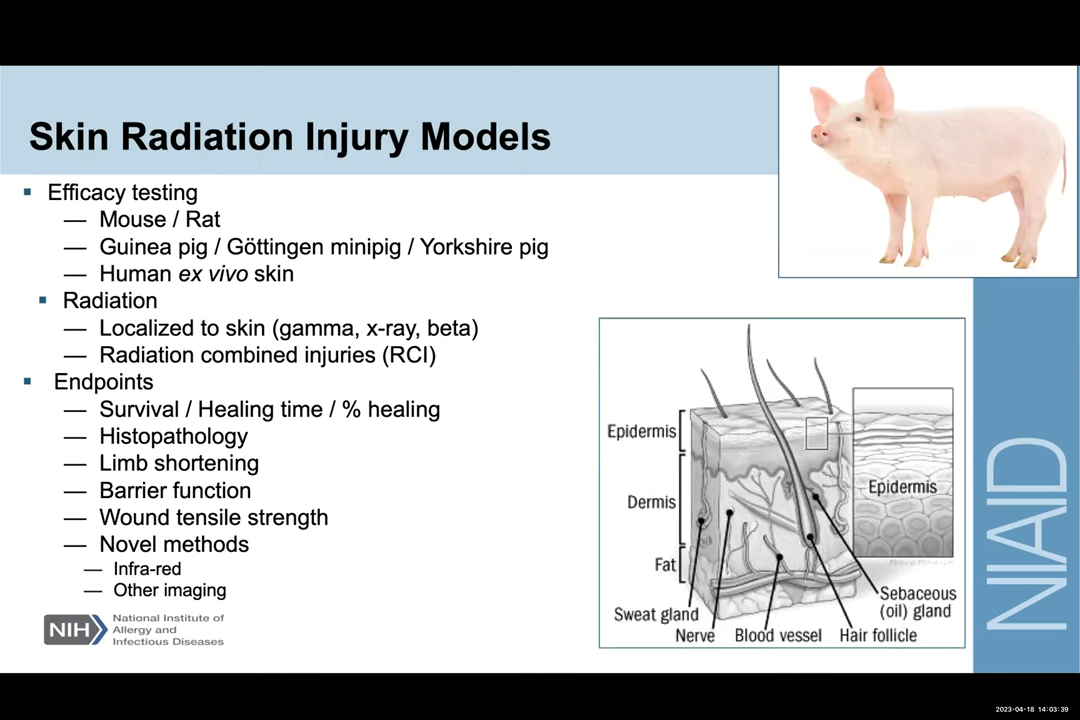 Skin Radiation Injury Models
▪ Efficacy testing
— Mouse / Rat
— Guinea pig / Göttingen minipig / Yorkshire pig
— Human ex vivo skin
▪ Radiation
— Localized to skin (gamma, x-ray, beta)
— Radiation combined injuries (RCI)
▪ Endpoints
— Survival / Healing time / % healing
— Histopathology
— Limb shortening
— Barrier function
— Wound tensile strength
— Novel methods
— Infra-red
— Other imaging
NIH
National Institute of
Allergy and
Infectious Diseases
Epidermis
Dermis
Fat
Epidermis
Sweat gland
Nerve
Blood vessel
Hair follicle
Sebaceous
(oil) gland
NIAID
2023-04-18 14:03:39